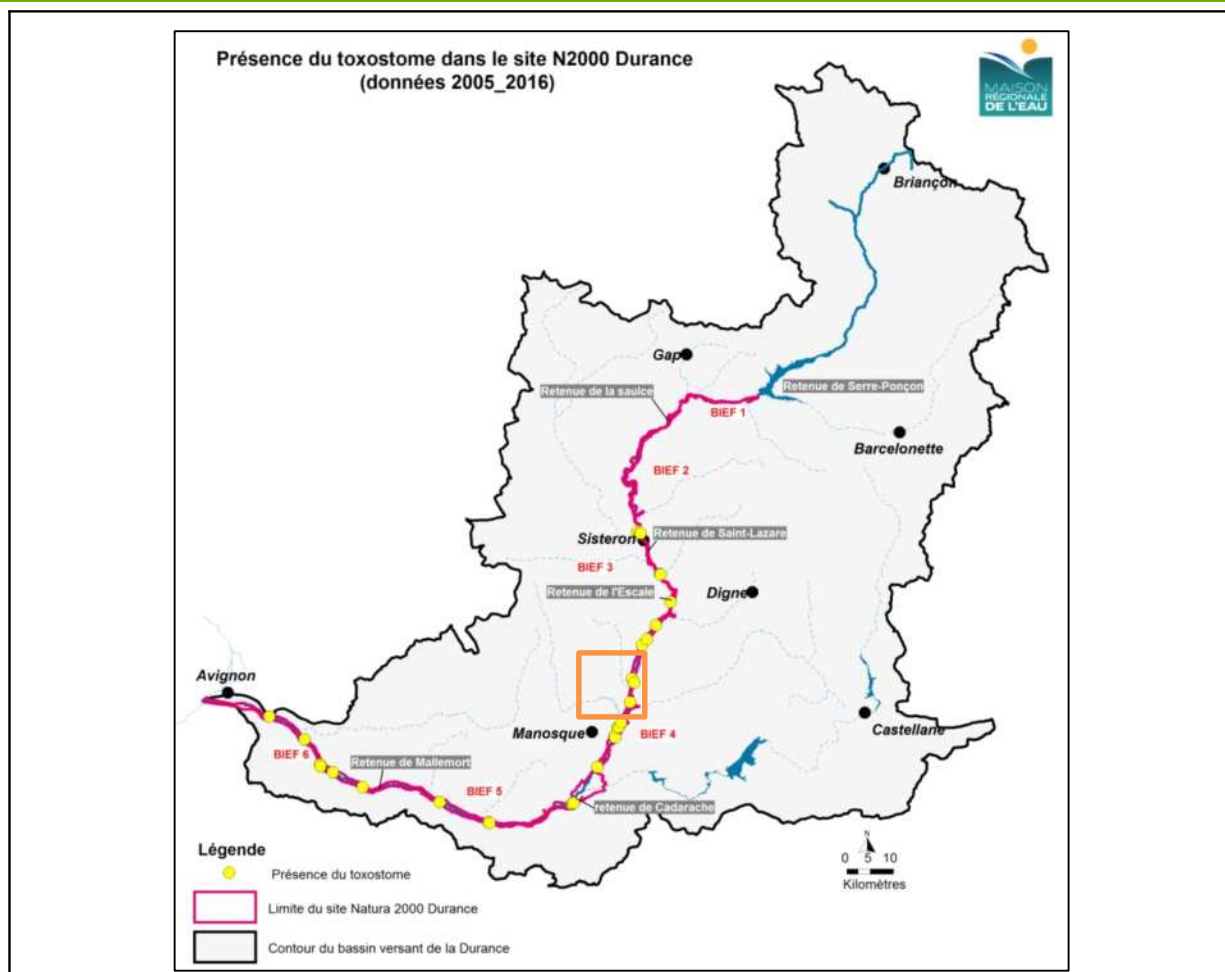 Présence du toxostome dans le site N2000 Durance
(données 2005_2016)
MAISON
RÉGIONALE
DE L'EAU
Briançon
Gap
Retenue de Serre-Ponçon
Retenue de la saulce
BIEF 1
Barcelonette
BIEF 2
Sisteron
Retenue de Saint-Lazare
BIEF 3
Retenue de l'Escale
Digne
Avignon
Manosque
BIEF 4
Castellane
BIEF 6
Retenue de Mallemort
BIEF 5
retenue de Cadarache
Légende
Présence du toxostome
Limite du site Natura 2000 Durance
Contour du bassin versant de la Durance
N
0 5 10
Kilomètres